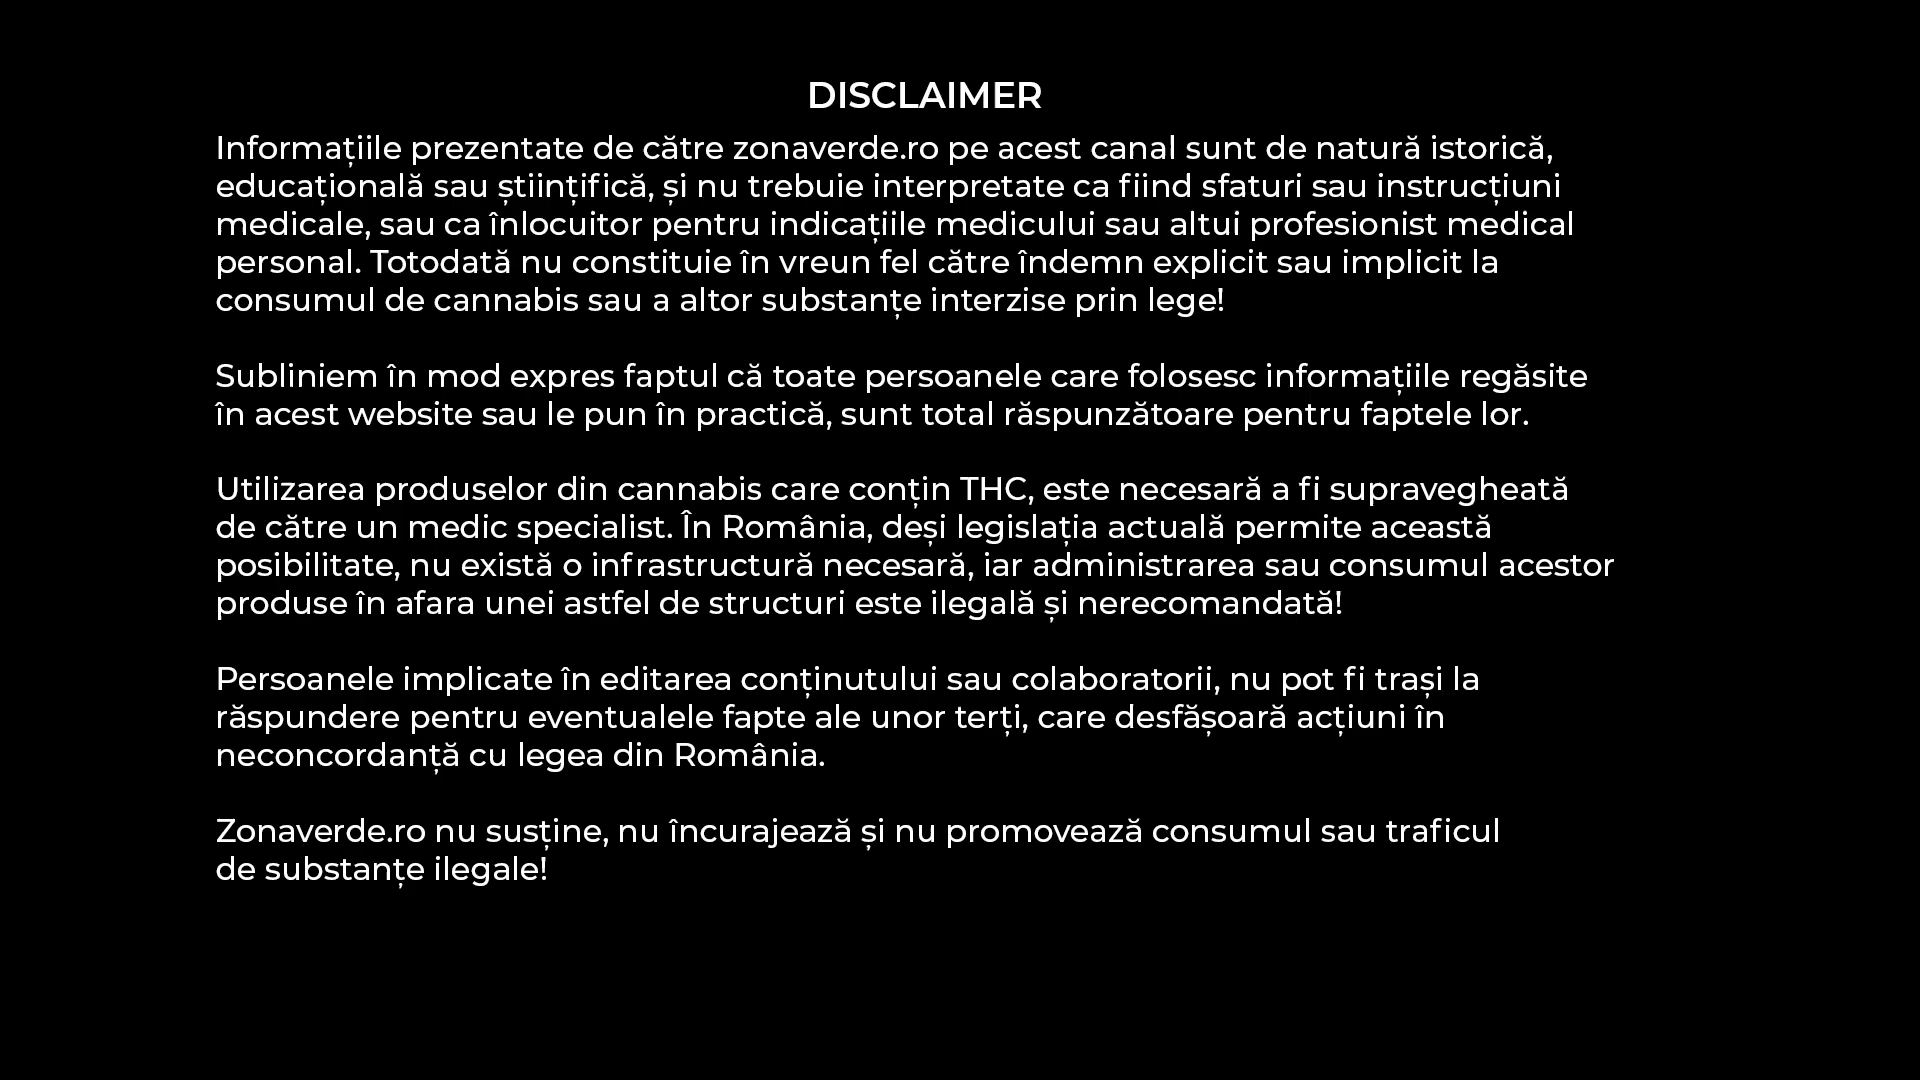 DISCLAIMER
Informațiile prezentate de către zonaverde.ro pe acest canal sunt de natură istorică,
educațională sau științifică, și nu trebuie interpretate ca fiind sfaturi sau instrucțiuni
medicale, sau ca înlocuitor pentru indicațiile medicului sau altui profesionist medical
personal. Totodată nu constituie în vreun fel către îndemn explicit sau implicit la
consumul de cannabis sau a altor substanțe interzise prin lege!
Subliniem în mod expres faptul că toate persoanele care folosesc informațiile regăsite
în acest website sau le pun în practică, sunt total răspunzătoare pentru faptele lor.
Utilizarea produselor din cannabis care conțin THC, este necesară a fi supravegheată
de către un medic specialist. În România, deși legislația actuală permite această
posibilitate, nu există o infrastructură necesară, iar administrarea sau consumul acestor
produse în afara unei astfel de structuri este ilegală și nerecomandată!
Persoanele implicate în editarea conținutului sau colaboratorii, nu pot fi trași la
răspundere pentru eventualele fapte ale unor terți, care desfășoară acțiuni în
neconcordanță cu legea din România.
Zonaverde.ro nu susține, nu încurajează și nu promovează consumul sau traficul
de substanțe ilegale!